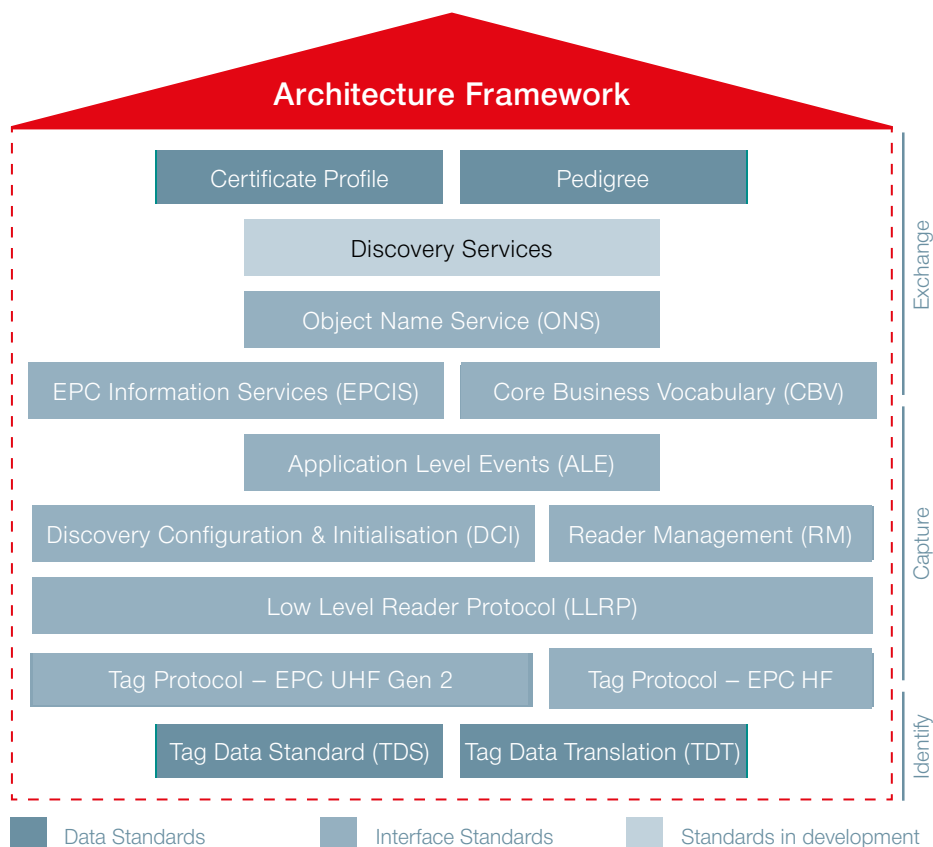 Architecture Framework
Certificate Profile
Pedigree
Discovery Services
Object Name Service (ONS)
EPC Information Services (EPCIS)
Core Business Vocabulary (CBV)
Exchange
Application Level Events (ALE)
Discovery Configuration & Initialisation (DCI)
Reader Management (RM)
Low Level Reader Protocol (LLRP)
Tag Protocol – EPC UHF Gen 2
Tag Protocol – EPC HF
Capture
Tag Data Standard (TDS)
Tag Data Translation (TDT)
Identify
Data Standards
Interface Standards
Standards in development